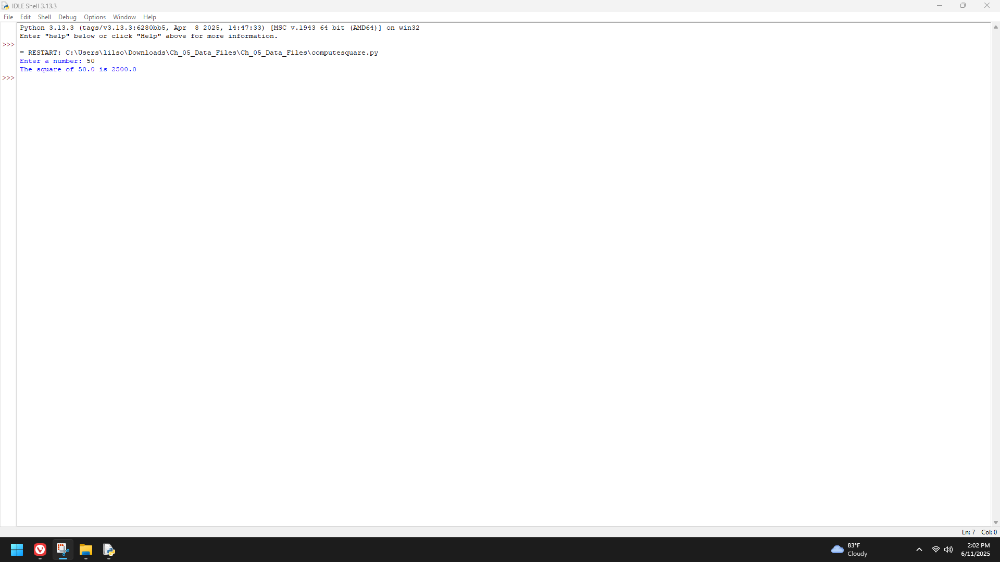 IDLE Shell 3.13.3
File Edit Shell Debug Options Window Help
Python 3.13.3 (tags/v3.13.3:6280bb5, Apr  8 2025, 14:47:33) [MSC v.1943 64 bit (AMD64)] on win32
Enter "help" below or click "Help" above for more information.
>>>
= RESTART: C:\Users\lilso\Downloads\Ch_05_Data_Files\Ch_05_Data_Files\computesquare.py
Enter a number: 50
The square of 50.0 is 2500.0
>>>
Ln: 7 Col: 0
83°F
Cloudy
2:02 PM
6/11/2025